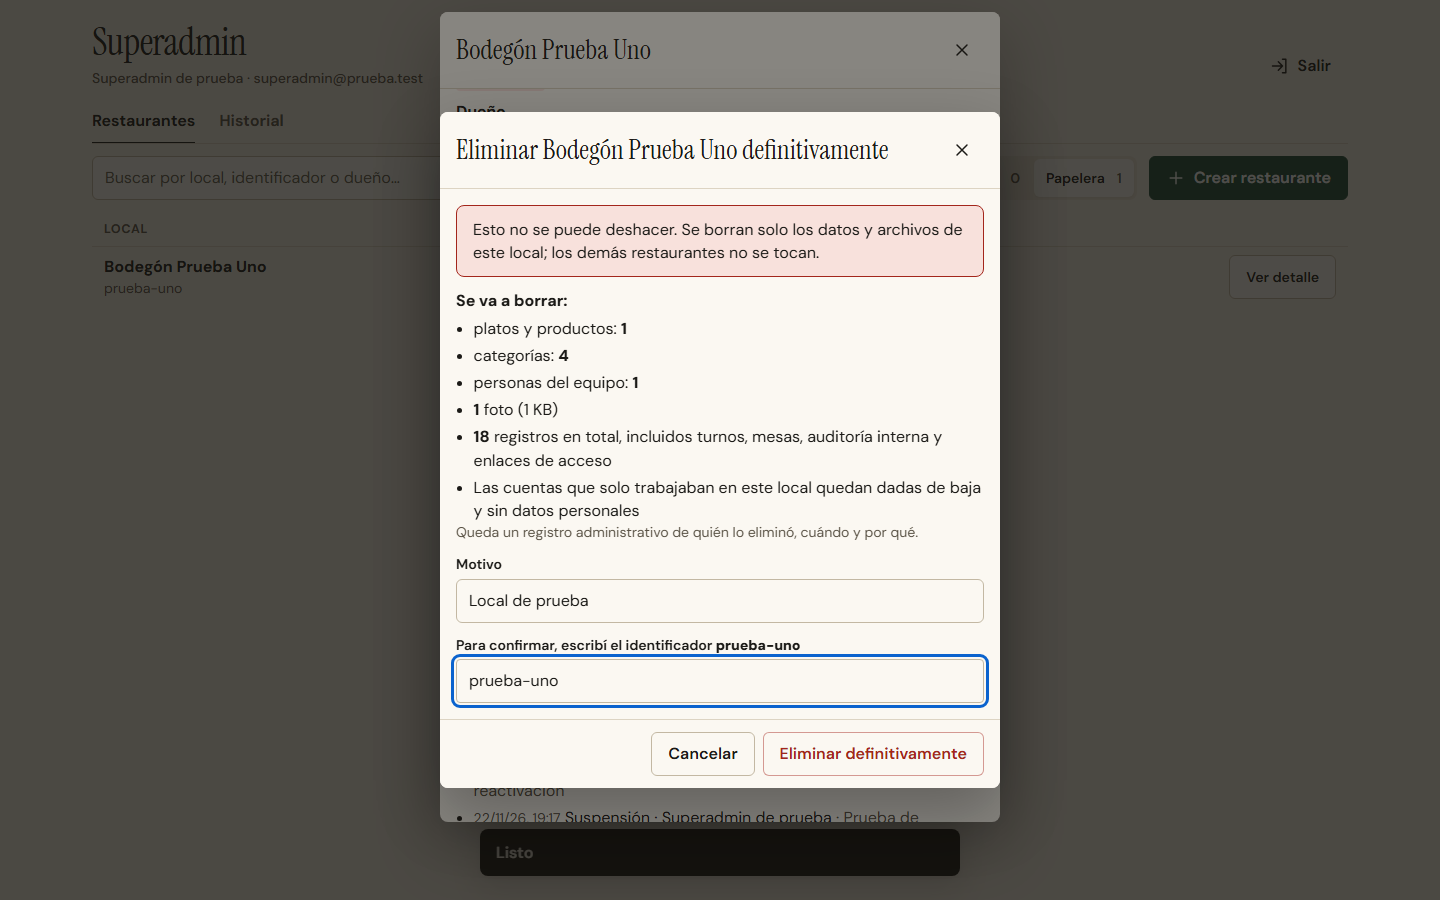 Superadmin
Superadmin de prueba · superadmin@prueba.test
Salir
Restaurantes
Historial
Buscar por local, identificador o dueño...
0
Papelera 1
Crear restaurante
LOCAL
Bodegón Prueba Uno
prueba-uno
Ver detalle
Bodegón Prueba Uno
Dueño
Eliminar Bodegón Prueba Uno definitivamente
Esto no se puede deshacer. Se borran solo los datos y archivos de
este local; los demás restaurantes no se tocan.
Se va a borrar:
• platos y productos: 1
• categorías: 4
• personas del equipo: 1
• 1 foto (1 KB)
• 18 registros en total, incluidos turnos, mesas, auditoría interna y
enlaces de acceso
• Las cuentas que solo trabajaban en este local quedan dadas de baja
y sin datos personales
Queda un registro administrativo de quién lo eliminó, cuándo y por qué.
Motivo
Local de prueba
Para confirmar, escribí el identificador prueba-uno
prueba-uno
Cancelar
Eliminar definitivamente
reactivación
• 22/11/26, 19:17 Suspensión · Superadmin de prueba · Prueba de
Listo